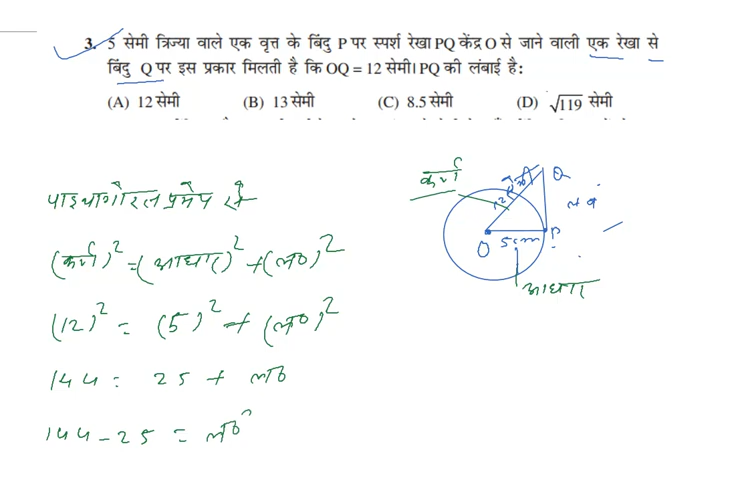 3. 5 सेमी त्रिज्या वाले एक वृत्त के बिंदु P पर स्पर्श रेखा PQ केंद्र O से जाने वाली एक रेखा से
बिंदु Q पर इस प्रकार मिलती है कि OQ = 12 सेमी। PQ की लंबाई है:
(A) 12 सेमी (B) 13 सेमी (C) 8.5 सेमी (D) √119 सेमी
कर्ण
Q
12
लंब
O 5cm P
आधार
पाइथागोरस प्रमेय से
(कर्ण)² = (आधार)² + (लंब)²
(12)² = (5)² + (लंब)²
144 = 25 + लंब
144 - 25 = लंब²